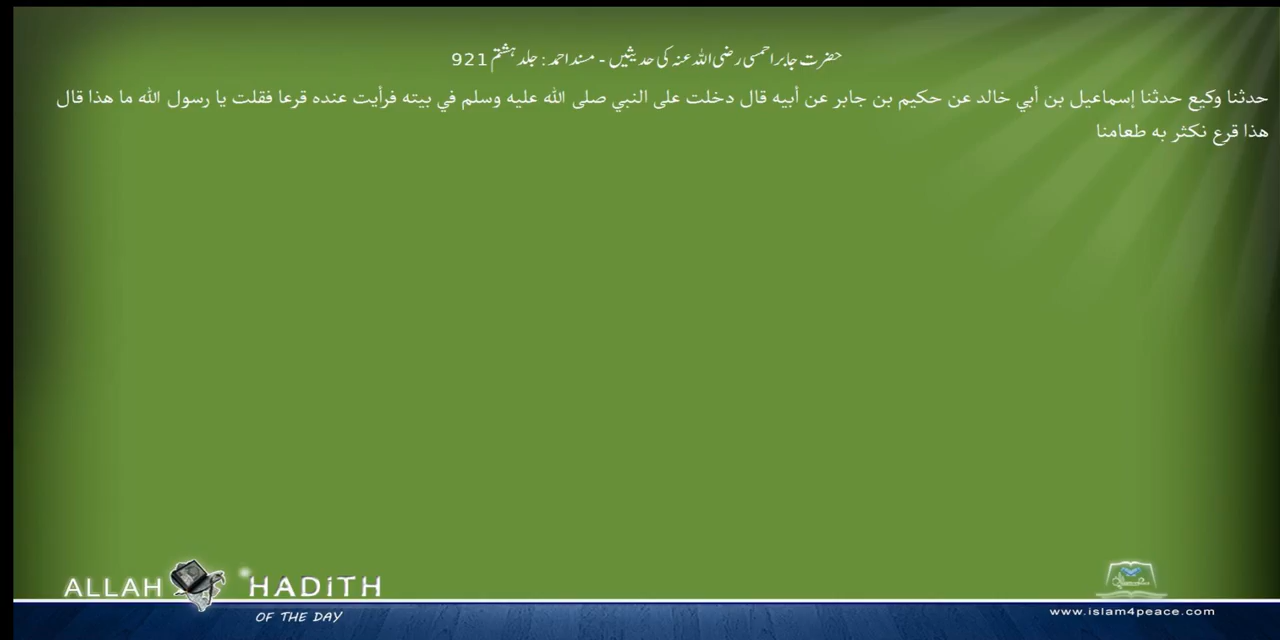 حضرت جابر احمسی رضی اللہ عنہ کی حدیثیں - مسند احمد : جلد ہشتم 921
حدثنا وكيع حدثنا إسماعيل بن أبي خالد عن حكيم بن جابر عن أبيه قال دخلت على النبي صلى الله عليه وسلم في بيته فرأيت عنده قرعا فقلت يا رسول الله ما هذا قال
هذا قرع نكثر به طعامنا
ALLAH HADITH
OF THE DAY
www.islam4peace.com